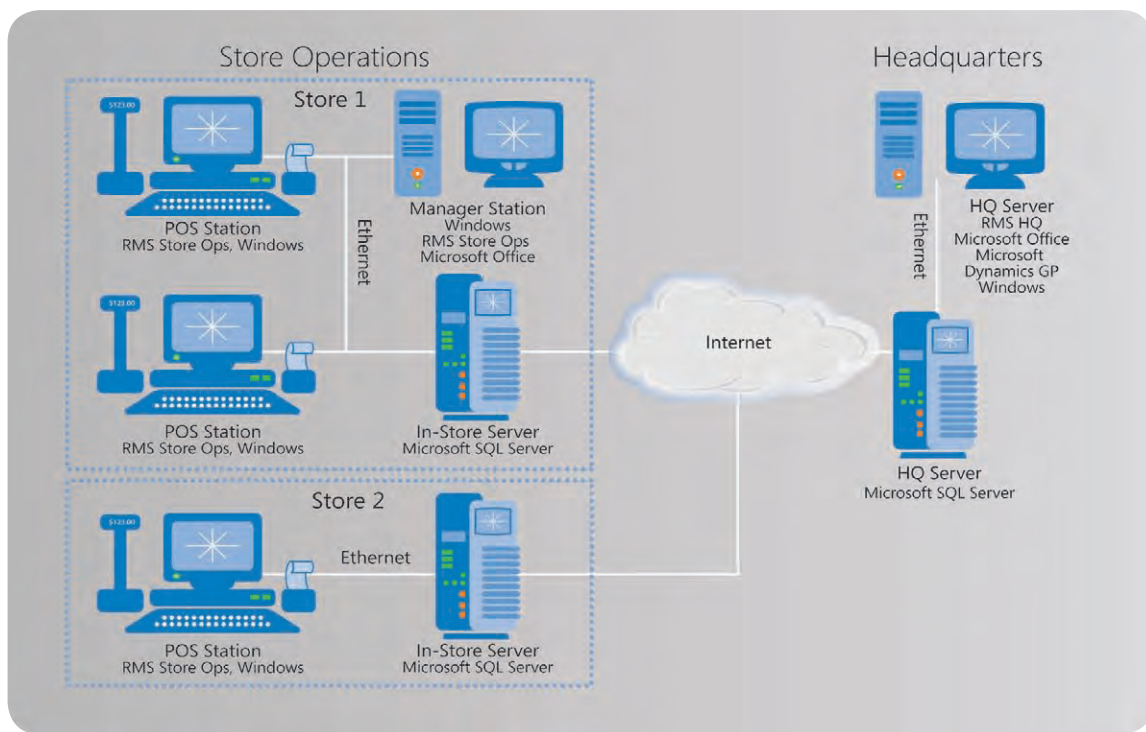 Store Operations
Headquarters
Store 1
$123.00
POS Station
RMS Store Ops, Windows
Ethernet
Manager Station
Windows
RMS Store Ops
Microsoft Office
$123.00
POS Station
RMS Store Ops, Windows
In-Store Server
Microsoft SQL Server
Store 2
$123.00
Ethernet
POS Station
RMS Store Ops, Windows
In-Store Server
Microsoft SQL Server
Internet
Ethernet
HQ Server
RMS HQ
Microsoft Office
Microsoft
Dynamics GP
Windows
HQ Server
Microsoft SQL Server